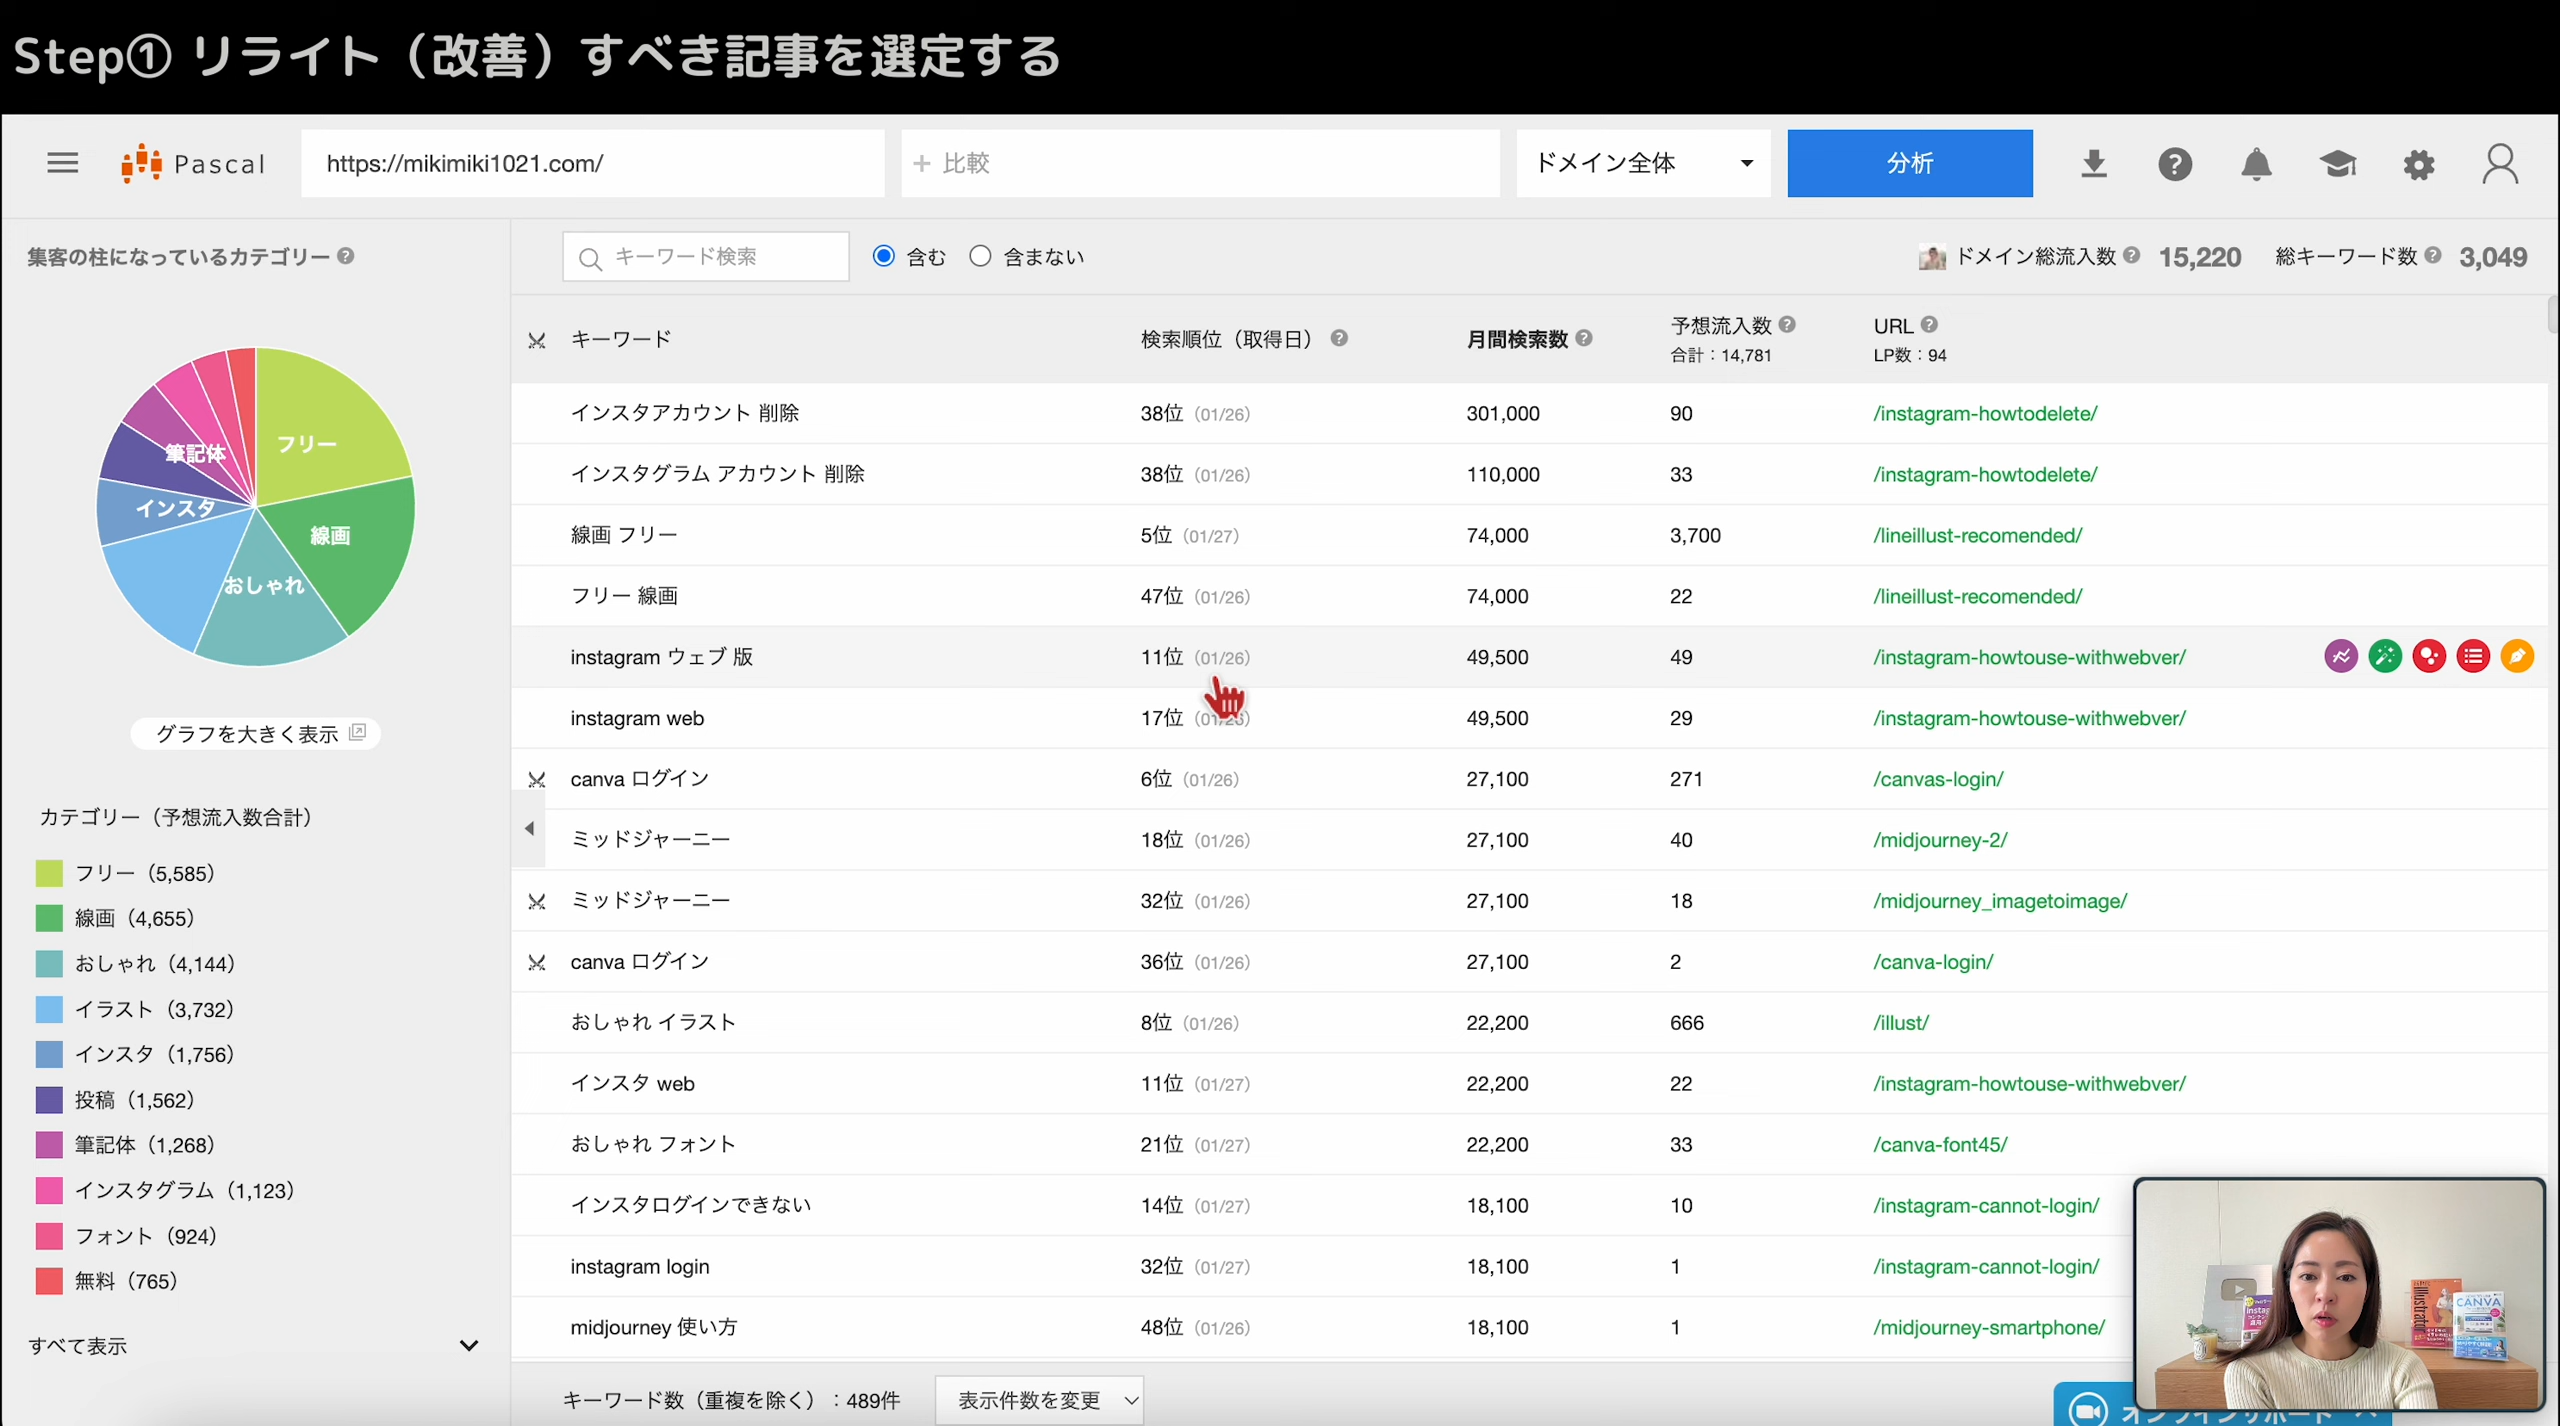 Step① リライト（改善）すべき記事を選定する
Pascal
https://mikimiki1021.com/
+ 比較
ドメイン全体
分析
集客の柱になっているカテゴリー
キーワード検索
含む
含まない
ドメイン総流入数 15,220
総キーワード数 3,049
フリー
線画
おしゃれ
インスタ
筆記体
グラフを大きく表示
カテゴリー（予想流入数合計）
フリー（5,585）
線画（4,655）
おしゃれ（4,144）
イラスト（3,732）
インスタ（1,756）
投稿（1,562）
筆記体（1,268）
インスタグラム（1,123）
フォント（924）
無料（765）
すべて表示
キーワード 検索順位（取得日） 月間検索数 予想流入数 URL
合計：14,781 LP数：94
インスタアカウント 削除 38位 (01/26) 301,000 90 /instagram-howtodelete/
インスタグラム アカウント 削除 38位 (01/26) 110,000 33 /instagram-howtodelete/
線画 フリー 5位 (01/27) 74,000 3,700 /lineillust-recomended/
フリー 線画 47位 (01/26) 74,000 22 /lineillust-recomended/
instagram ウェブ 版 11位 (01/26) 49,500 49 /instagram-howtouse-withwebver/
instagram web 17位 (01/26) 49,500 29 /instagram-howtouse-withwebver/
canva ログイン 6位 (01/26) 27,100 271 /canvas-login/
ミッドジャーニー 18位 (01/26) 27,100 40 /midjourney-2/
ミッドジャーニー 32位 (01/26) 27,100 18 /midjourney_imagetoimage/
canva ログイン 36位 (01/26) 27,100 2 /canva-login/
おしゃれ イラスト 8位 (01/26) 22,200 666 /illust/
インスタ web 11位 (01/27) 22,200 22 /instagram-howtouse-withwebver/
おしゃれ フォント 21位 (01/27) 22,200 33 /canva-font45/
インスタログインできない 14位 (01/27) 18,100 10 /instagram-cannot-login/
instagram login 32位 (01/27) 18,100 1 /instagram-cannot-login/
midjourney 使い方 48位 (01/26) 18,100 1 /midjourney-smartphone/
キーワード数（重複を除く）：489件
表示件数を変更
illustrator
CANVA